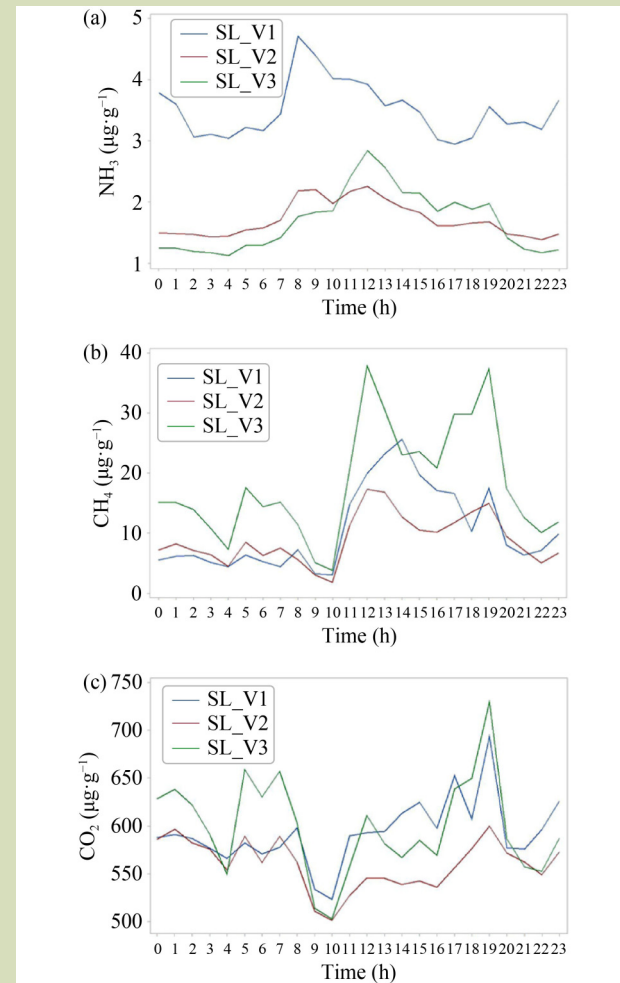 (a)
5
4
3
2
1
NH₃ (μg·g⁻¹)
SL_V1
SL_V2
SL_V3
0 1 2 3 4 5 6 7 8 9 10 11 12 13 14 15 16 17 18 19 20 21 22 23
Time (h)
(b)
40
30
20
10
0
CH₄ (μg·g⁻¹)
SL_V1
SL_V2
SL_V3
0 1 2 3 4 5 6 7 8 9 10 11 12 13 14 15 16 17 18 19 20 21 22 23
Time (h)
(c)
750
700
650
600
550
500
CO₂ (μg·g⁻¹)
SL_V1
SL_V2
SL_V3
0 1 2 3 4 5 6 7 8 9 10 11 12 13 14 15 16 17 18 19 20 21 22 23
Time (h)